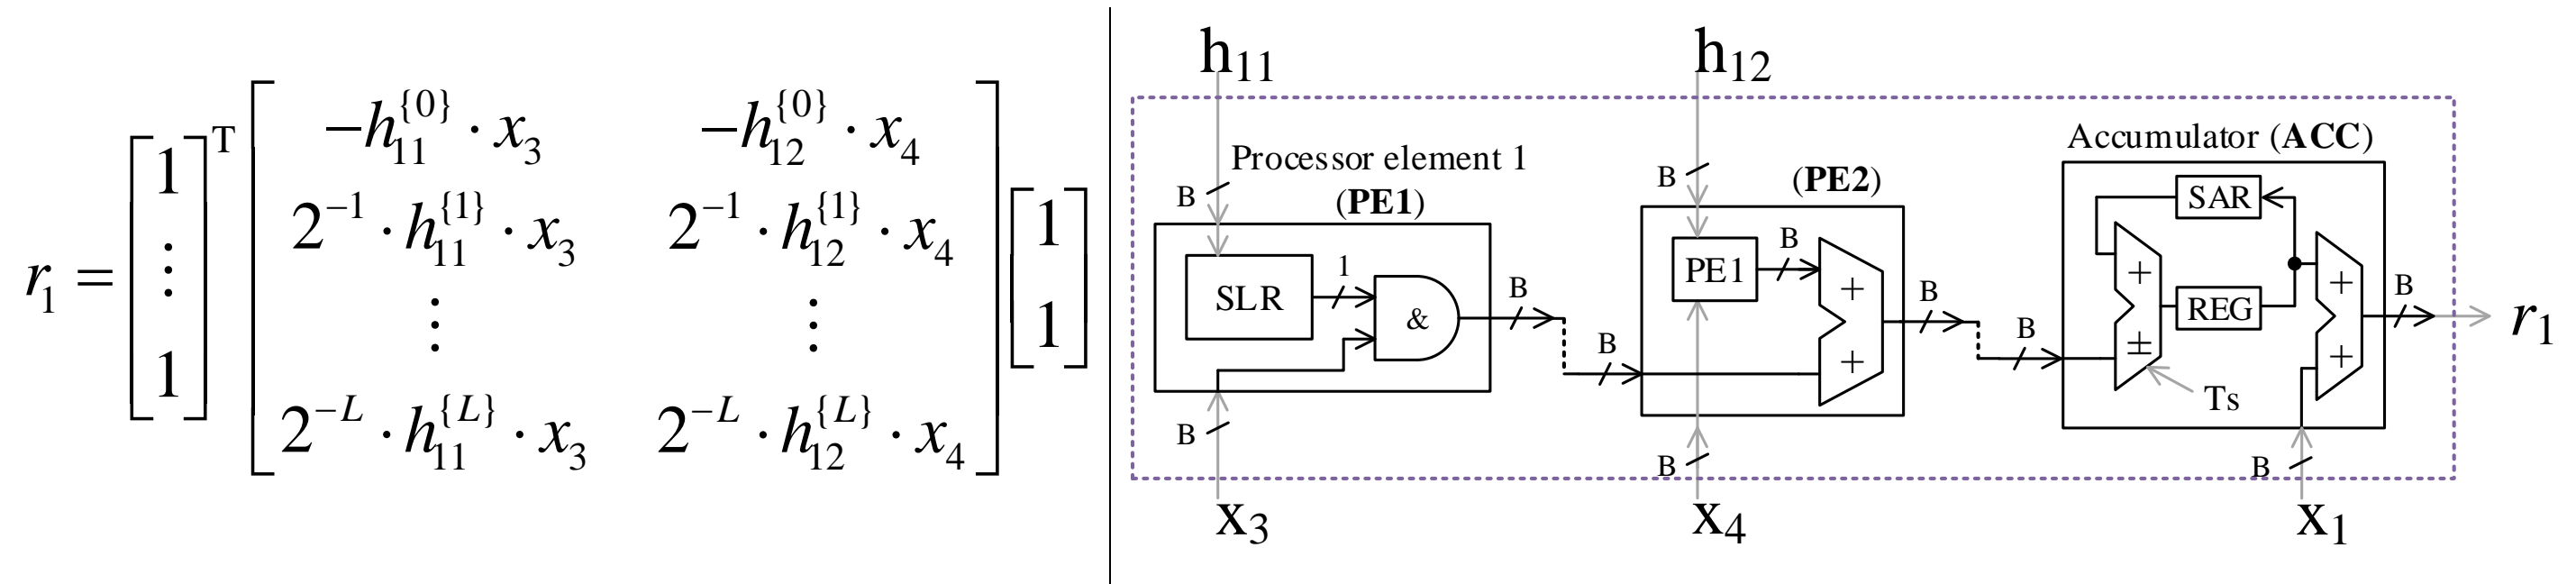 r₁ = [1 ⋮ 1]ᵀ
−h₁₁^{0} · x₃ −h₁₂^{0} · x₄
2⁻¹ · h₁₁^{1} · x₃ 2⁻¹ · h₁₂^{1} · x₄
⋮ ⋮
2^−L · h₁₁^{L} · x₃ 2^−L · h₁₂^{L} · x₄
[1 1]
h₁₁
h₁₂
Processor element 1
(PE1)
B
SLR
1
&
B
B
x₃
B
(PE2)
B
PE1
B
+
+
B
B
x₄
Accumulator (ACC)
B
SAR
REG
+
±
Ts
+
+
B
r₁
B
x₁